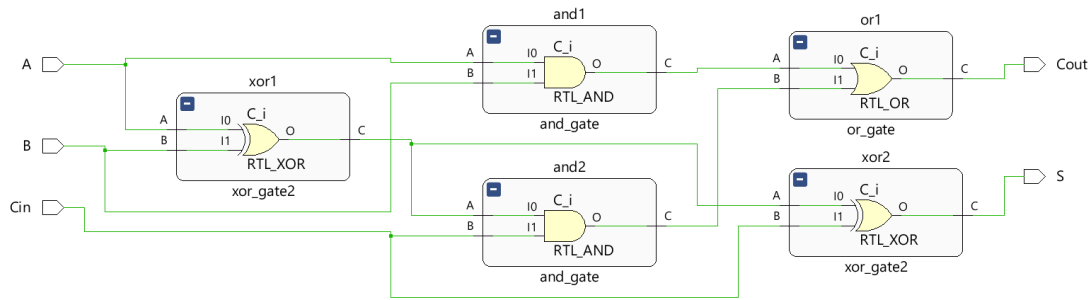 A
B
Cin
xor1
A
B
I0
I1
C_i
O
RTL_XOR
C
xor_gate2
and1
A
B
I0
I1
C_i
O
RTL_AND
C
and_gate
and2
A
B
I0
I1
C_i
O
RTL_AND
C
and_gate
or1
A
B
I0
I1
C_i
O
RTL_OR
C
or_gate
xor2
A
B
I0
I1
C_i
O
RTL_XOR
C
xor_gate2
Cout
S